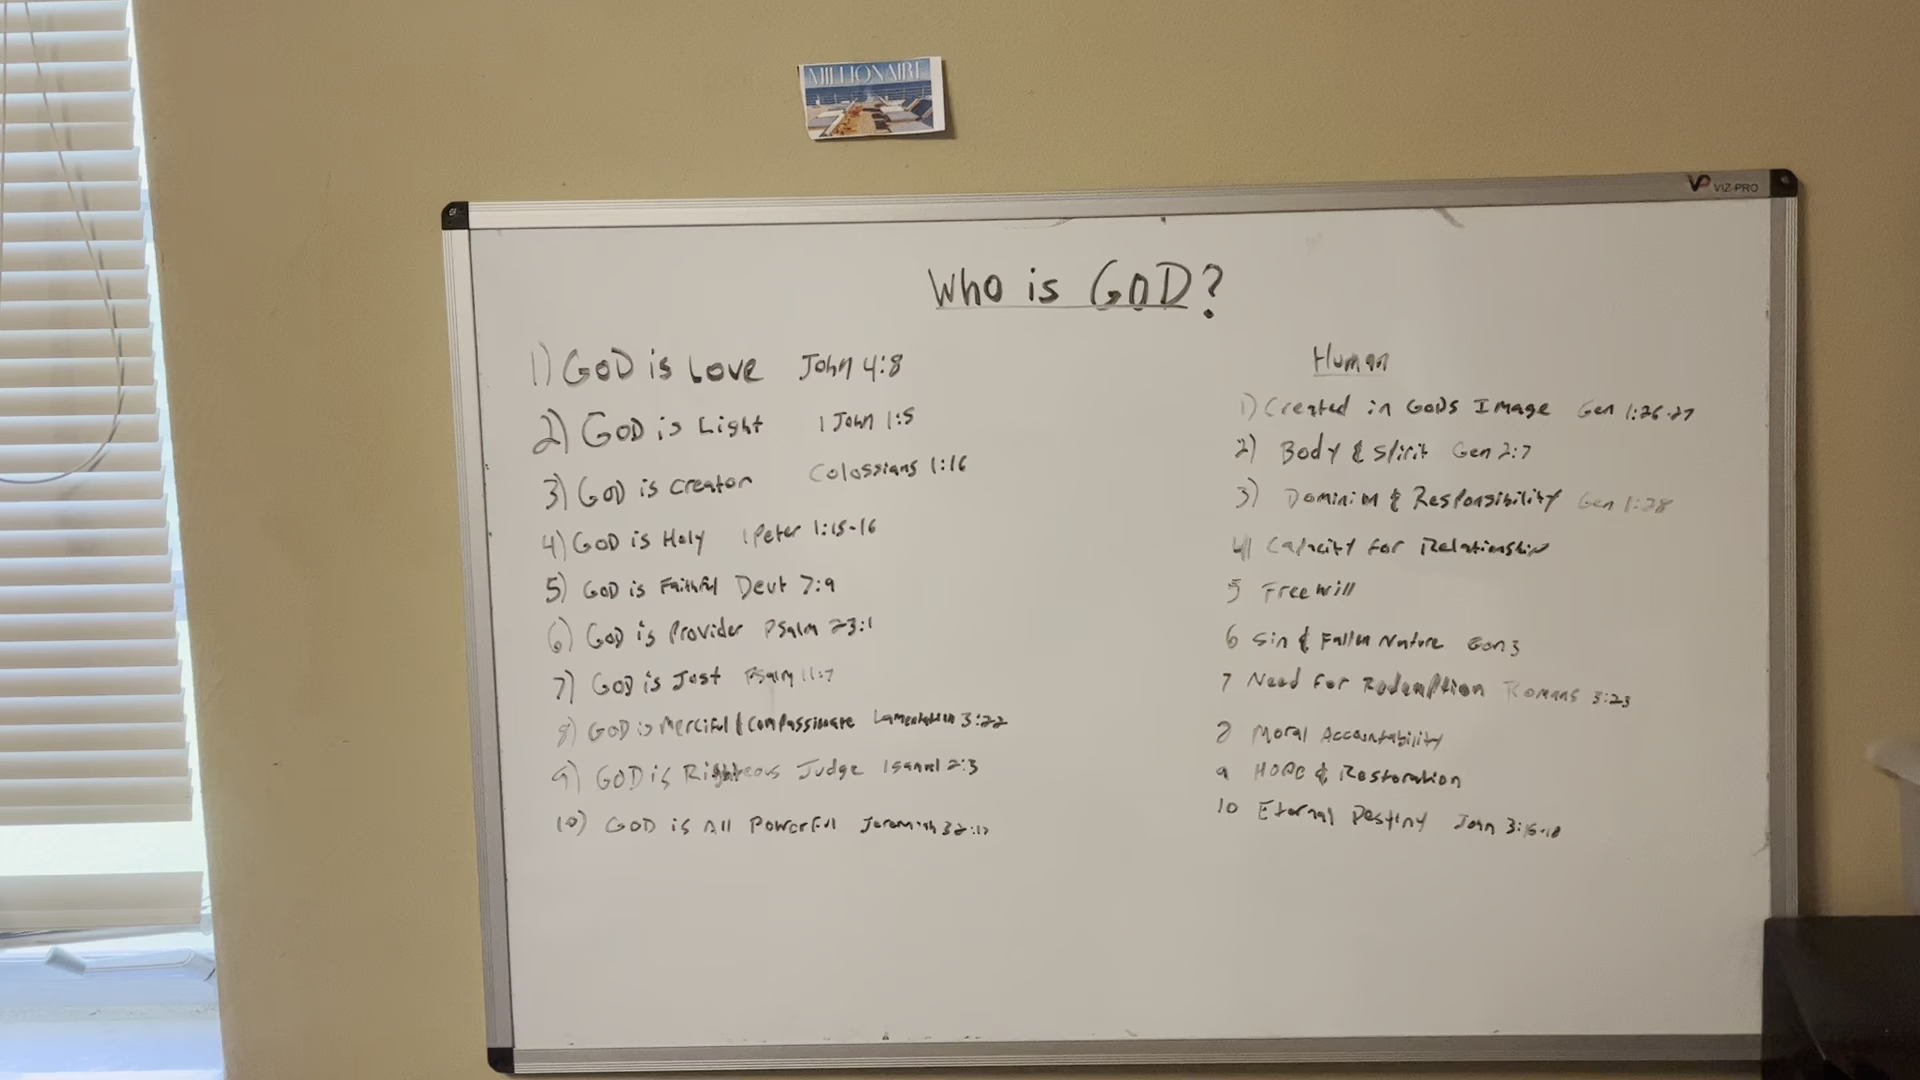 MILLIONAIRE
VP VIZ-PRO
Who is GOD?
1) GOD is Love John 4:8
2) GOD is Light 1 John 1:5
3) GOD is Creator Colossians 1:16
4) GOD is Holy 1 Peter 1:15-16
5) GOD is Faithful Deut 7:9
6) GOD is Provider Psalm 23:1
7) GOD is Just Psalm 11:7
8) GOD is Merciful & Compassionate Lamentation 3:22
9) GOD is Righteous Judge 1 Samuel 2:3
10) GOD is All Powerful Jeremiah 32:17
Human
1) Created in GODS Image Gen 1:26-27
2) Body & Spirit Gen 2:7
3) Dominion & Responsibility Gen 1:28
4) Capacity for Relationship
5 Free will
6 Sin & Fallen Nature Gen 3
7 Need For Redemption Romans 3:23
8 Moral Accountability
9 HOPE & Restoration
10 Eternal Destiny John 3:16-18